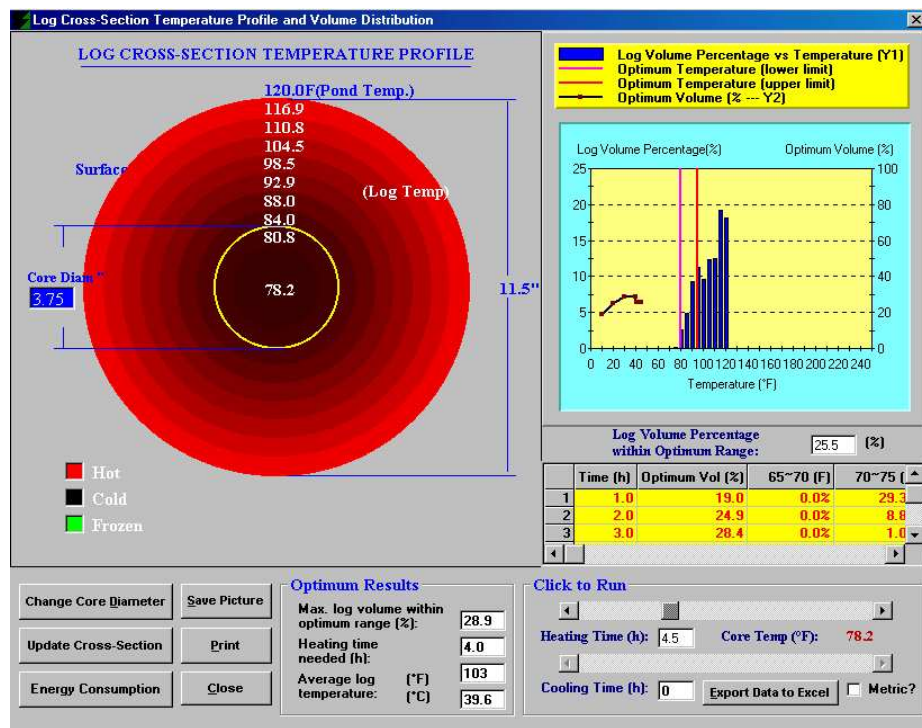 Log Cross-Section Temperature Profile and Volume Distribution
LOG CROSS-SECTION TEMPERATURE PROFILE
120.0F(Pond Temp.)
116.9
110.8
104.5
98.5
92.9
88.0
84.0
80.8
78.2
Surface
(Log Temp)
Core Diam "
3.75
11.5"
Hot
Cold
Frozen
Log Volume Percentage vs Temperature (Y1)
Optimum Temperature (lower limit)
Optimum Temperature (upper limit)
Optimum Volume (% --- Y2)
Log Volume Percentage(%) Optimum Volume (%)
25 100
20 80
15 60
10 40
5 20
0 0
0 20 40 60 80 100 120 140 160 180 200 220 240
Temperature (°F)
Log Volume Percentage
within Optimum Range: 25.5 (%)
Time (h) Optimum Vol (%) 65~70 (F) 70~75 (
1 1.0 19.0 0.0% 29.3
2 2.0 24.9 0.0% 8.8
3 3.0 28.4 0.0% 1.0
Change Core Diameter Save Picture
Update Cross-Section Print
Energy Consumption Close
Optimum Results
Max. log volume within
optimum range (%): 28.9
Heating time
needed (h): 4.0
Average log (°F) 103
temperature: (°C) 39.6
Click to Run
Heating Time (h): 4.5 Core Temp (°F): 78.2
Cooling Time (h): 0 Export Data to Excel Metric?